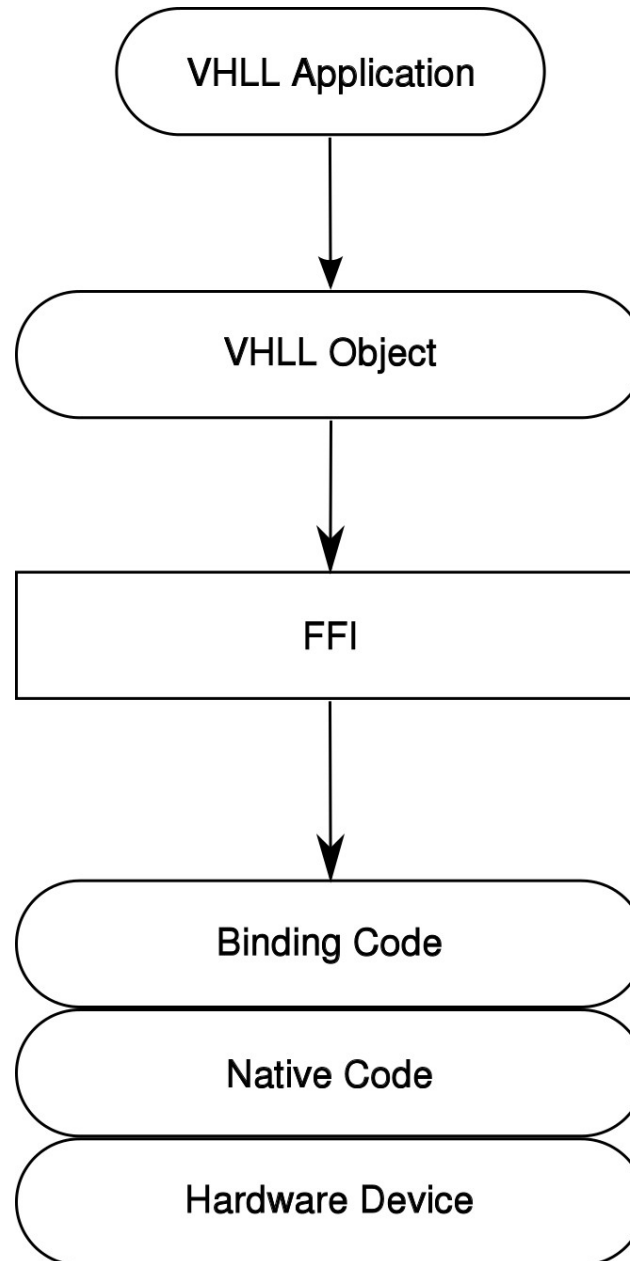 VHLL Application
VHLL Object
FFI
Binding Code
Native Code
Hardware Device